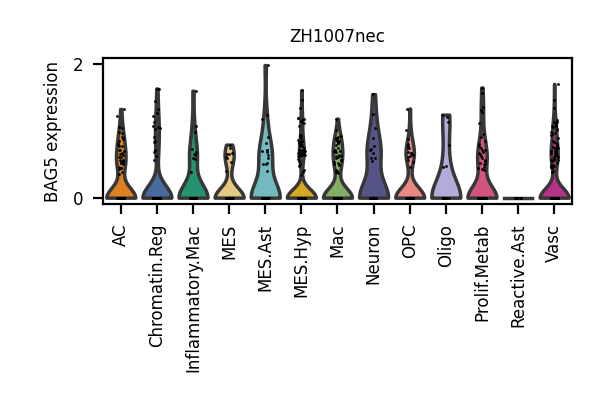 ZH1007nec
BAG5 expression
2
0
AC
Chromatin.Reg
Inflammatory.Mac
MES
MES.Ast
MES.Hyp
Mac
Neuron
OPC
Oligo
Prolif.Metab
Reactive.Ast
Vasc